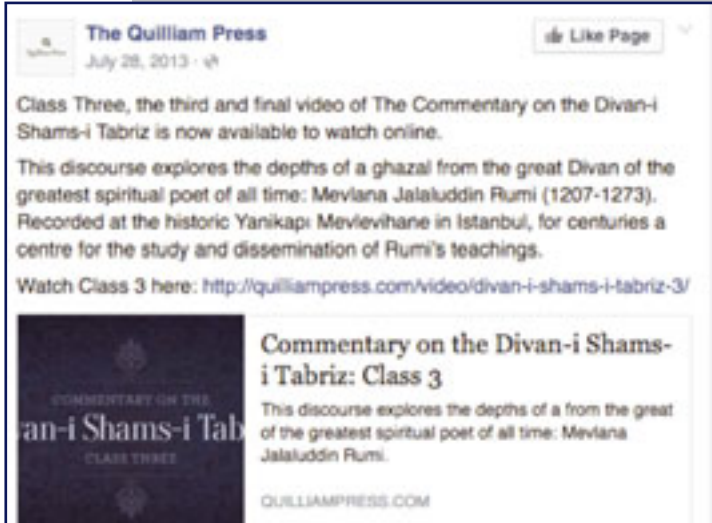 The Quilliam Press
Like Page
July 28, 2013 ·
Class Three, the third and final video of The Commentary on the Divan-i
Shams-i Tabriz is now available to watch online.
This discourse explores the depths of a ghazal from the great Divan of the
greatest spiritual poet of all time: Mevlana Jalaluddin Rumi (1207-1273).
Recorded at the historic Yanikapı Mevlevihane in Istanbul, for centuries a
centre for the study and dissemination of Rumi's teachings.
Watch Class 3 here: http://quilliampress.com/video/divan-i-shams-i-tabriz-3/
COMMENTARY ON THE
an-i Shams-i Tab
CLASS THREE
Commentary on the Divan-i Shams-
i Tabriz: Class 3
This discourse explores the depths of a from the great
of the greatest spiritual poet of all time: Mevlana
Jalaluddin Rumi.
QUILLIAMPRESS.COM